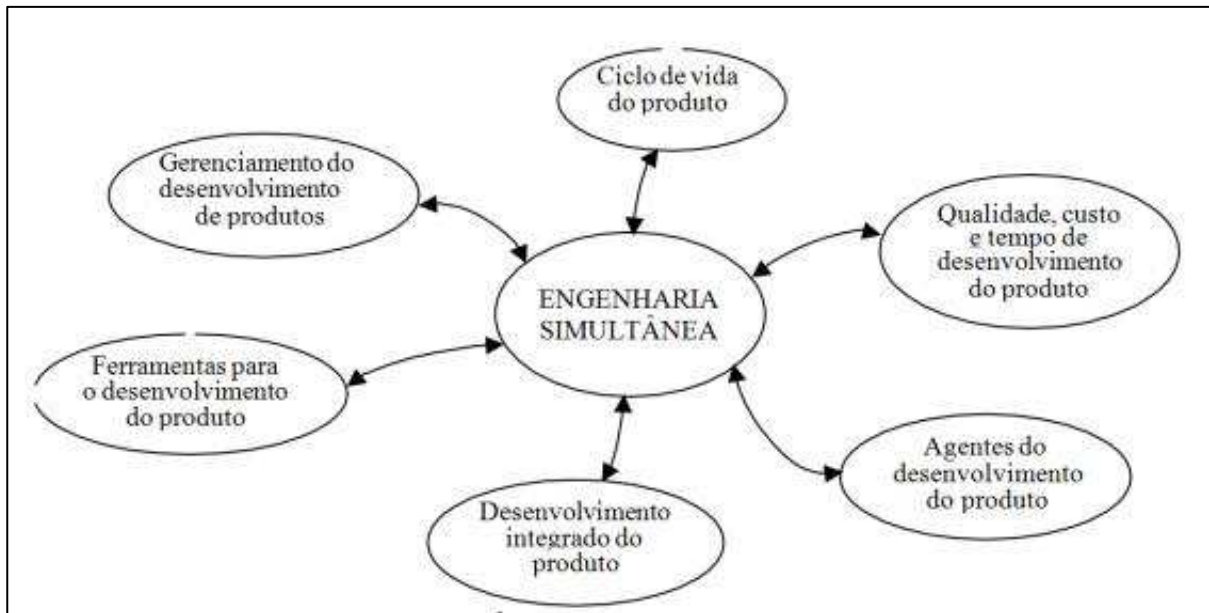 Ciclo de vida
do produto
Gerenciamento do
desenvolvimento
de produtos
Qualidade, custo
e tempo de
desenvolvimento
do produto
ENGENHARIA
SIMULTÂNEA
Ferramentas para
o desenvolvimento
do produto
Agentes do
desenvolvimento
do produto
Desenvolvimento
integrado do
produto